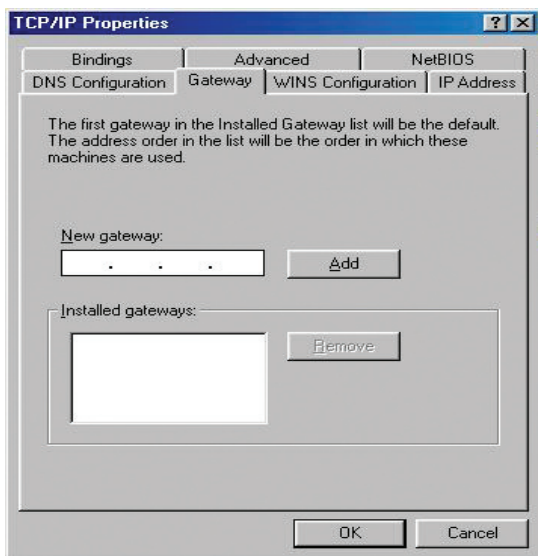 TCP/IP Properties
Bindings Advanced NetBIOS
DNS Configuration Gateway WINS Configuration IP Address
The first gateway in the Installed Gateway list will be the default.
The address order in the list will be the order in which these
machines are used.
New gateway:
. . .
Add
Installed gateways:
Remove
OK Cancel